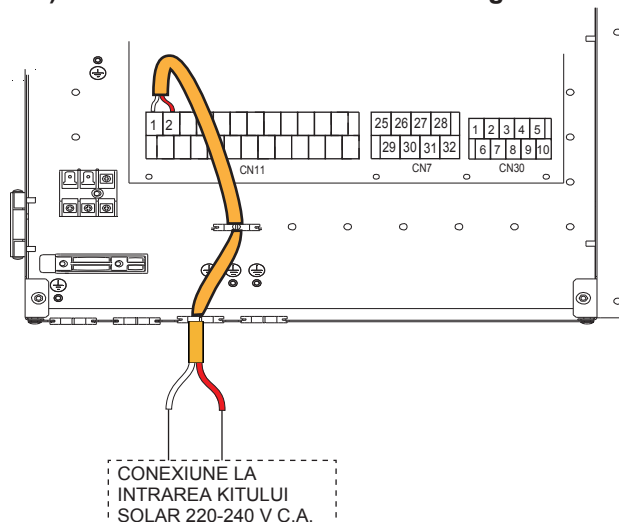 )
g
1 2
25 26 27 28
29 30 31 32
1 2 3 4 5
6 7 8 9 10
CN11
CN7
CN30
CONEXIUNE LA
INTRAREA KITULUI
SOLAR 220-240 V C.A.